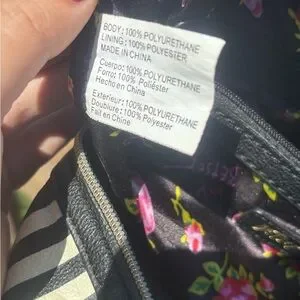 BODY: 100% POLYURETHANE
LINING: 100% POLYESTER
MADE IN CHINA
Cuerpo: 100% POLYURETHANE
Forro: 100% Poliéster
Hecho en China
Exterieur: 100% POLYURETHANE
Doublure: 100% Polyester
Fait en Chine